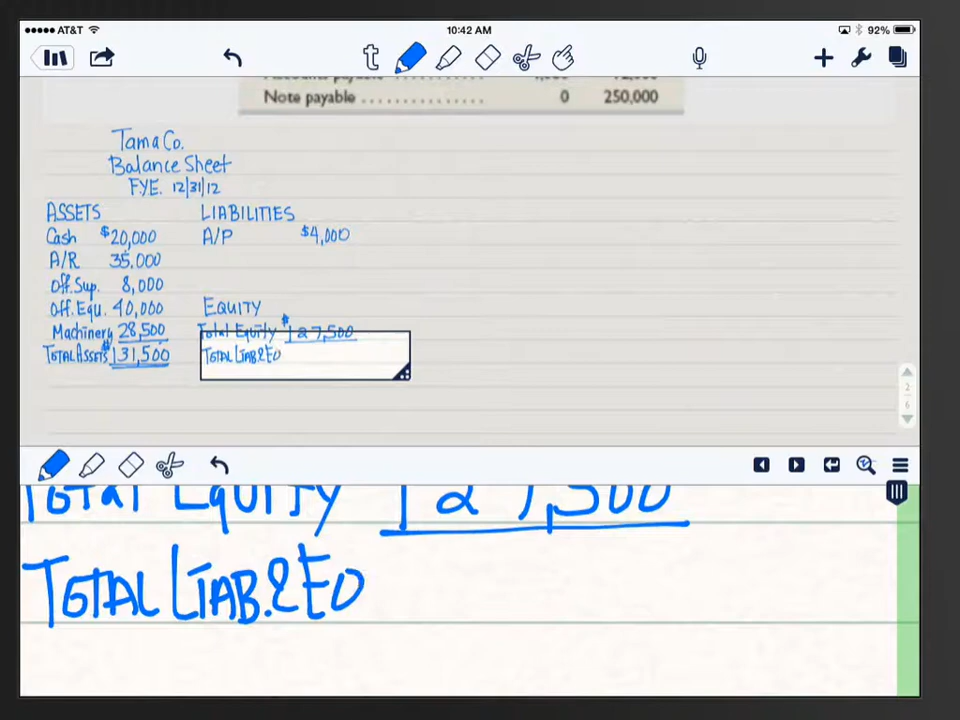 AT&T 10:42 AM 92%
t
Note payable ............... 0 250,000
Tama Co.
Balance Sheet
F.Y.E. 12/31/12
ASSETS LIABILITIES
Cash $20,000 A/P $4,000
A/R 35.000
Off. Sup. 8,000
Off. Equ. 40,000 EQUITY
Machinery 28,500 Total Equity $127,500
TOTAL ASSETS $131,500 TOTAL LIAB & EQ
2
6
Total Equity 127,500
TOTAL LIAB. & EQ